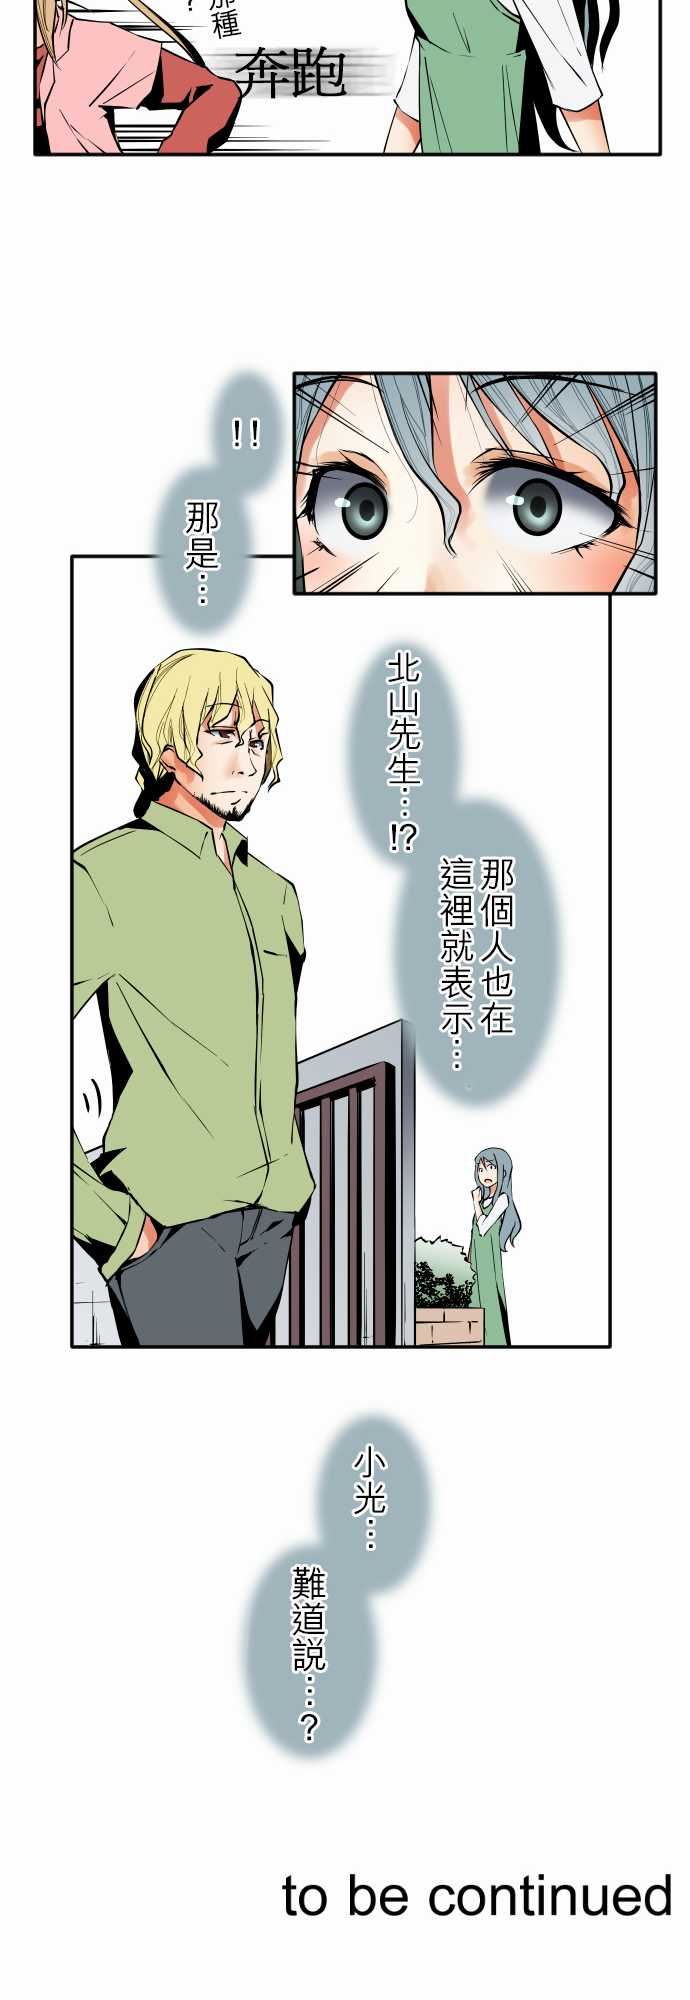 那種
?
奔跑
!!
那是…
北山先生…!?
那個人也在
這裡就表示…
小光…
難道説…?
to be continued